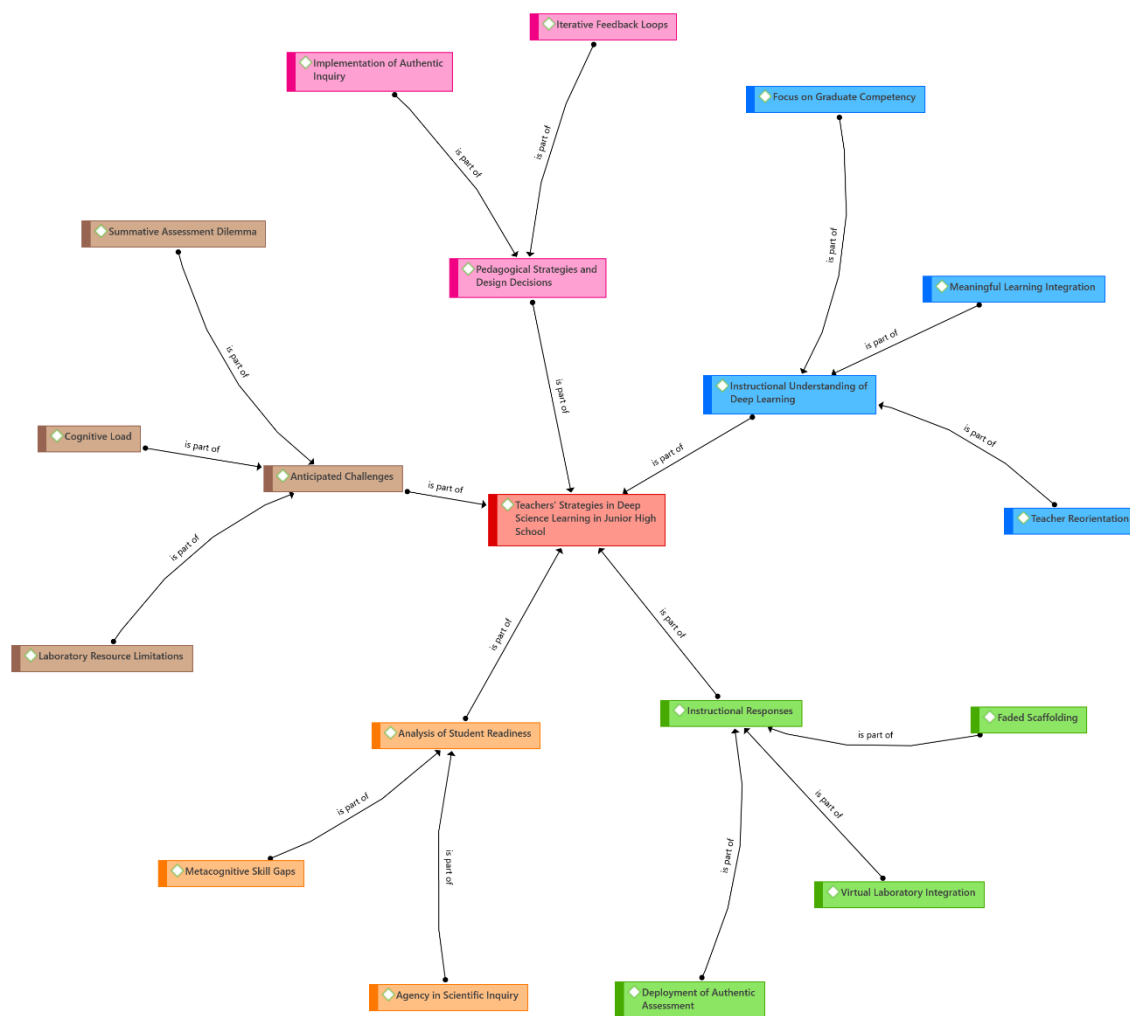 Iterative Feedback Loops
Implementation of Authentic
Inquiry
Focus on Graduate Competency
is part of
is part of
Summative Assessment Dilemma
is part of
Pedagogical Strategies and
Design Decisions
Meaningful Learning Integration
is part of
is part of
Instructional Understanding of
Deep Learning
is part of
Cognitive Load
is part of
is part of
Anticipated Challenges
is part of
is part of
Teachers' Strategies in Deep
Science Learning in Junior High
School
Teacher Reorientation
is part of
is part of
is part of
Laboratory Resource Limitations
is part of
Instructional Responses
Faded Scaffolding
Analysis of Student Readiness
is part of
is part of
is part of
is part of
is part of
Metacognitive Skill Gaps
Virtual Laboratory Integration
Agency in Scientific Inquiry
Deployment of Authentic
Assessment